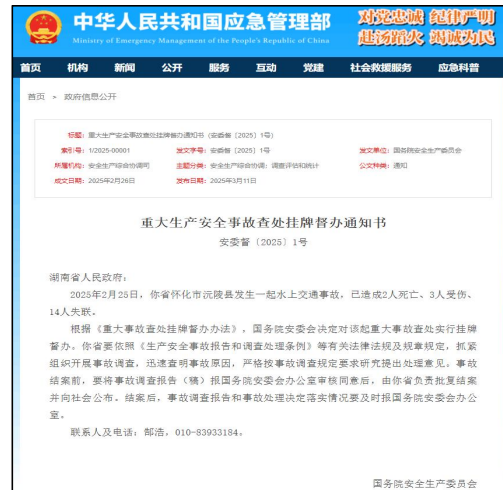 中华人民共和国应急管理部
Ministry of Emergency Management of the People's Republic of China
对党忠诚 纪律严明
赴汤蹈火 竭诚为民
首页 机构 新闻 公开 服务 互动 党建 社会救援服务 应急科普
首页 > 政府信息公开
标题：重大生产安全事故查处挂牌督办通知书（安委督〔2025〕1号）
索引号：1/2025-00001 发文字号：安委督〔2025〕1号 发文单位：国务院安全生产委员会
所属机构：安全生产综合协调司 主题分类：安全生产综合协调；调查评估和统计 公文种类：通知
成文日期：2025年2月26日 发布日期：2025年3月11日
重大生产安全事故查处挂牌督办通知书
安委督〔2025〕1号
湖南省人民政府：
2025年2月25日，你省怀化市沅陵县发生一起水上交通事故，已造成2人死亡、3人受伤、
14人失联。
根据《重大事故查处挂牌督办办法》，国务院安委会决定对该起重大事故查处实行挂牌
督办。你省要依照《生产安全事故报告和调查处理条例》等有关法律法规及规章规定，抓紧
组织开展事故调查，迅速查明事故原因，严格按事故调查规定要求研究提出处理意见。事故
结案前，要将事故调查报告（稿）报国务院安委会办公室审核同意后，由你省负责批复结案
并向社会公布。结案后，事故调查报告和事故处理决定落实情况要及时报国务院安委会办公
室。
联系人及电话：郜浩，010-83933184。
国务院安全生产委员会